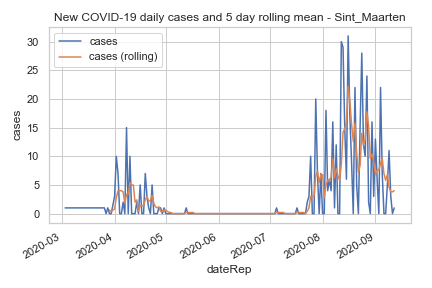 New COVID-19 daily cases and 5 day rolling mean - Sint_Maarten
cases
cases (rolling)
30
25
20
15
10
5
0
cases
2020-03
2020-04
2020-05
2020-06
2020-07
2020-08
2020-09
dateRep